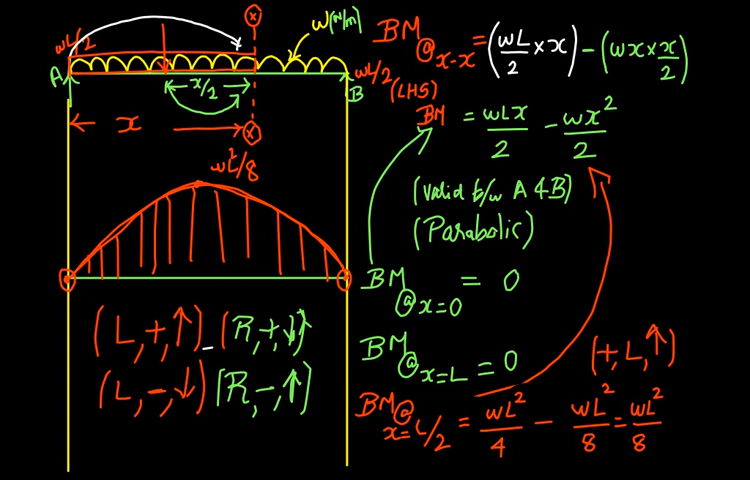 wL/2
x
w(N/m)
BM@x-x = (wL/2 × x) - (wx × x/2)
A
x/2
wL/2
B
(LHS)
x
x
BM = wLx/2 - wx²/2
wL²/8
(valid b/w A & B)
(Parabolic)
BM@x=0 = 0
(L,+,↑) - (R,+,↓)
BM@x=L = 0
(+,L,↑)
(L,-,↓) (R,-,↑)
BM@x=L/2 = wL²/4 - wL²/8 = wL²/8